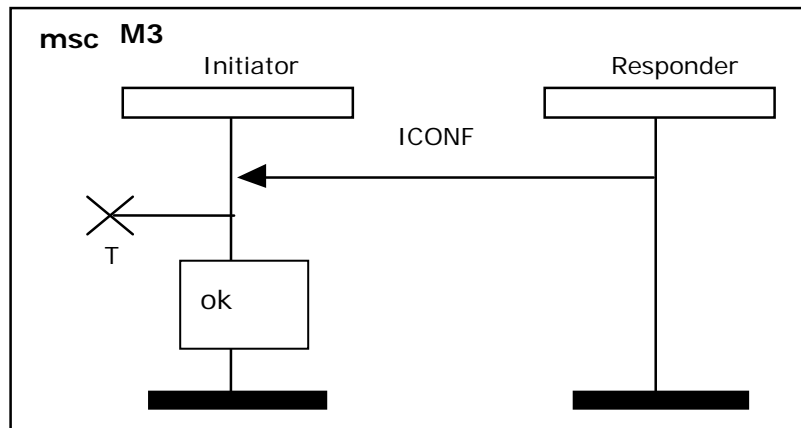 msc M3
Initiator
Responder
ICONF
T
ok